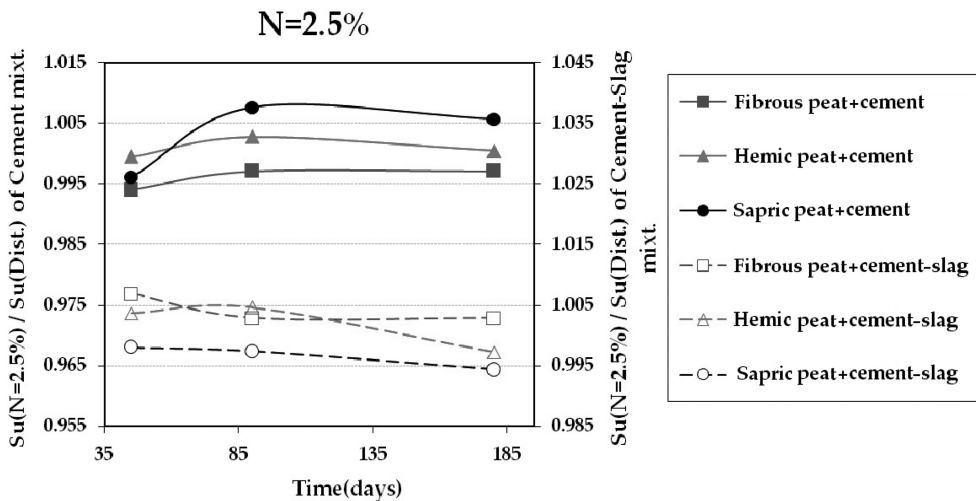 N=2.5%
Su(N=2.5%) / Su(Dist.) of Cement mixt.
1.015
1.005
0.995
0.985
0.975
0.965
0.955
1.045
1.035
1.025
1.015
1.005
0.995
0.985
Su(N=2.5%) / Su(Dist.) of Cement-Slag
mixt.
35
85
135
185
Time(days)
Fibrous peat+cement
Hemic peat+cement
Sapric peat+cement
Fibrous peat+cement-slag
Hemic peat+cement-slag
Sapric peat+cement-slag